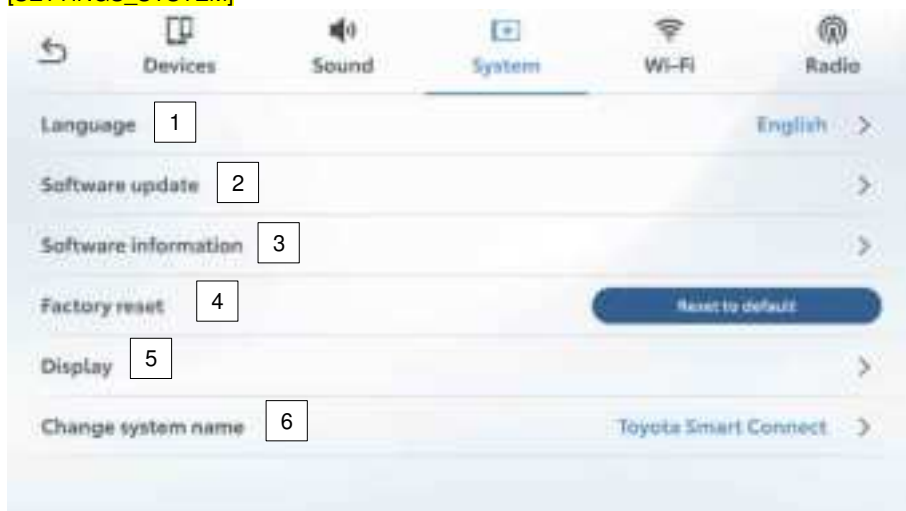 [SETTINGS_SYSTEM]
Devices Sound System Wi-Fi Radio
Language 1 English
Software update 2
Software information 3
Factory reset 4 Reset to default
Display 5
Change system name 6 Toyota Smart Connect